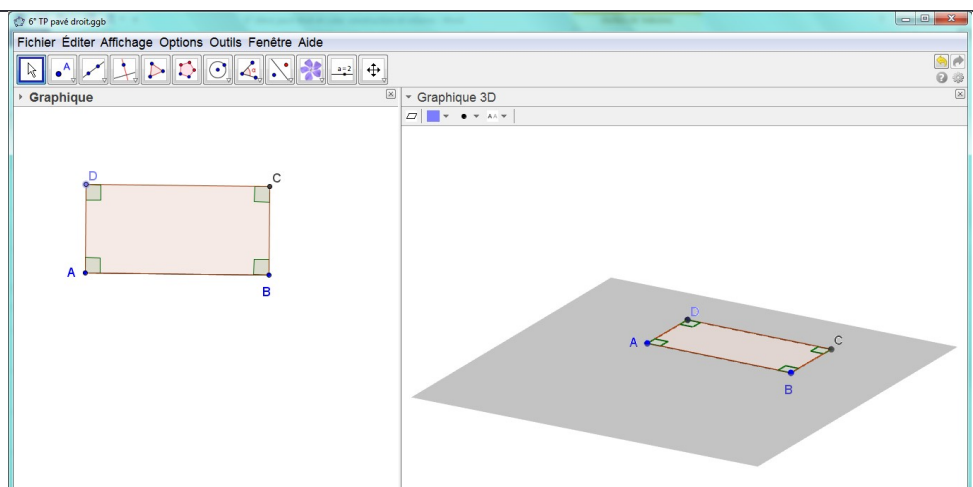 6° TP pavé droit.ggb
Fichier Éditer Affichage Options Outils Fenêtre Aide
A
a=2
Graphique
Graphique 3D
A A
D
C
A
B
D
C
A
B